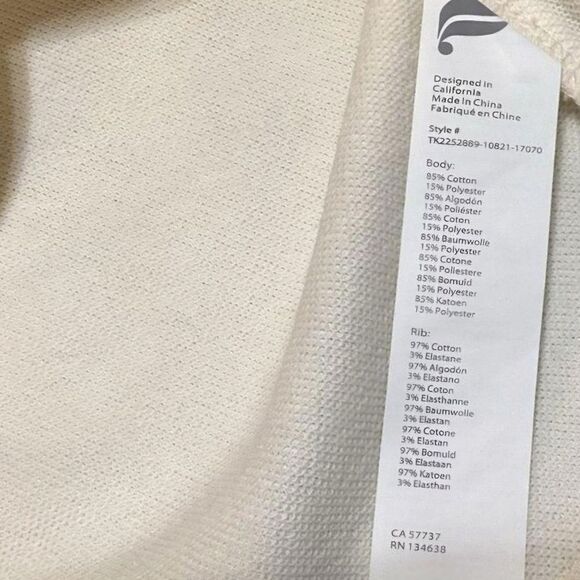 Designed in
California
Made In China
Fabriqué en Chine
Style #
TK2252889-10821-17070
Body:
85% Cotton
15% Polyester
85% Algodón
15% Poliéster
85% Coton
15% Polyester
85% Baumwolle
15% Polyester
85% Cotone
15% Poliestere
85% Bomuld
15% Polyester
85% Katoen
15% Polyester
Rib:
97% Cotton
3% Elastane
97% Algodón
3% Elastano
97% Coton
3% Elasthanne
97% Baumwolle
3% Elastan
97% Cotone
3% Elastan
97% Bomuld
3% Elastaan
97% Katoen
3% Elasthan
CA 57737
RN 134638